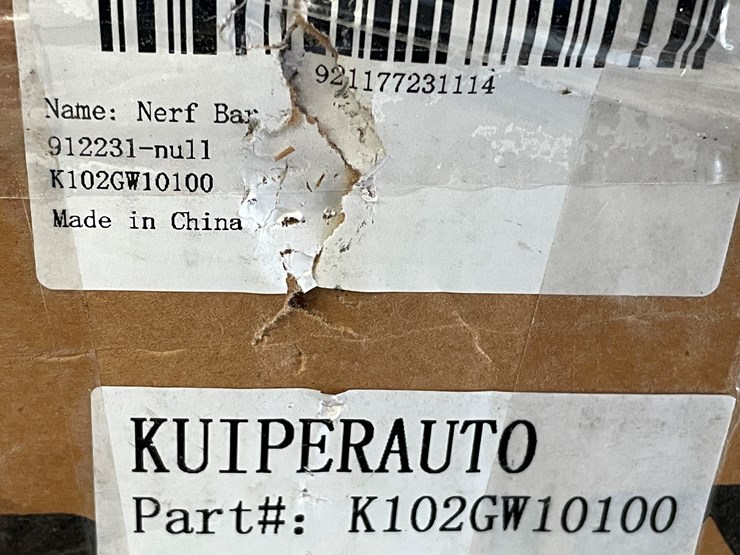 921177231114
Name: Nerf Bar
912231-null
K102GW10100
Made in China
KUIPERAUTO
Part#: K102GW10100